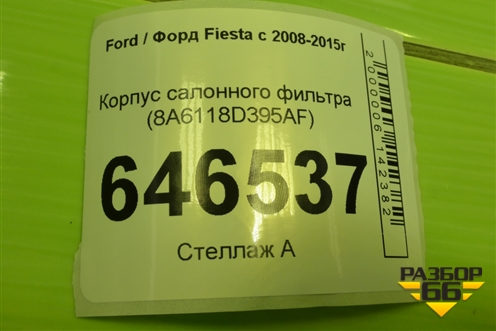 Ford / Форд Fiesta с 2008-2015г
Корпус салонного фильтра
(8A6118D395AF)
646537
Стеллаж А
2000006142382
РАЗБОР
66